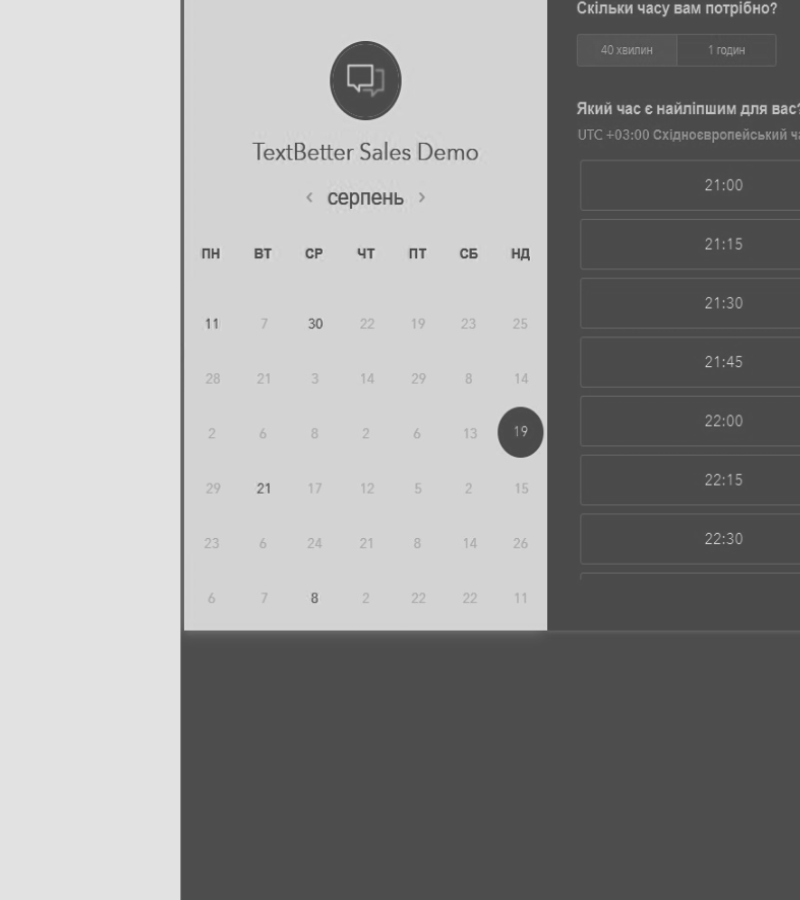 TextBetter Sales Demo
серпень
ПН ВТ СР ЧТ ПТ СБ НД
11 7 30 22 19 23 25
28 21 3 14 29 8 14
2 6 8 2 6 13 19
29 21 17 12 5 2 15
23 6 24 21 8 14 26
6 7 8 2 22 22 11
Скільки часу вам потрібно?
40 хвилин 1 годин
Який час є найліпшим для вас?
UTC +03:00 Східноєвропейський
21:00
21:15
21:30
21:45
22:00
22:15
22:30